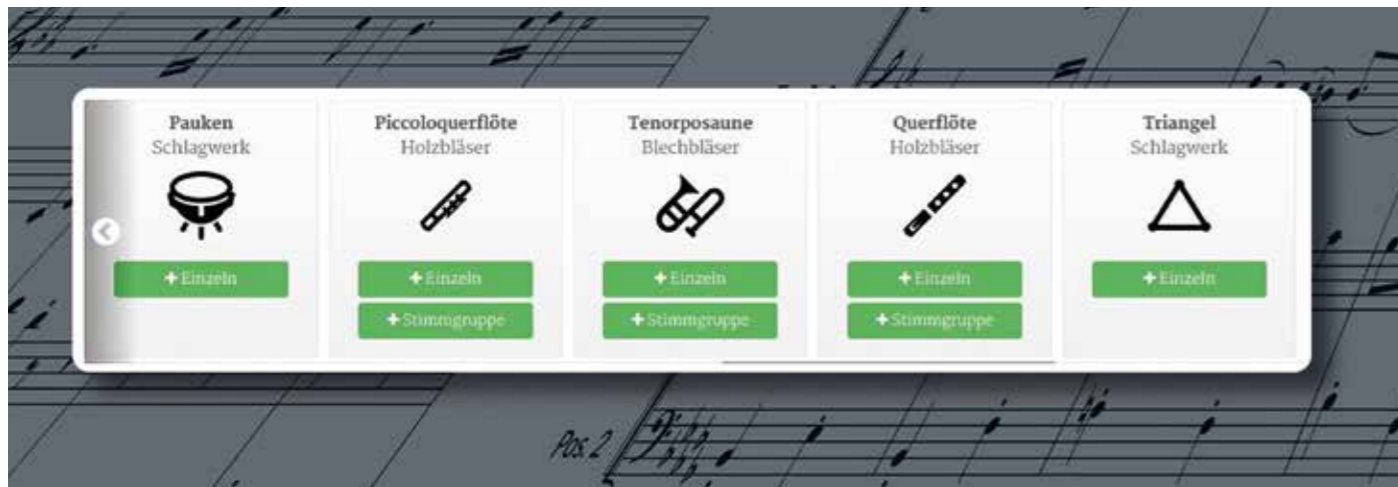 Pauken
Schlagwerk
+ Einzeln
Piccoloquerflöte
Holzbläser
+ Einzeln
+ Stimmgruppe
Tenorposaune
Blechbläser
+ Einzeln
+ Stimmgruppe
Querflöte
Holzbläser
+ Einzeln
+ Stimmgruppe
Triangel
Schlagwerk
+ Einzeln
Pos. 2